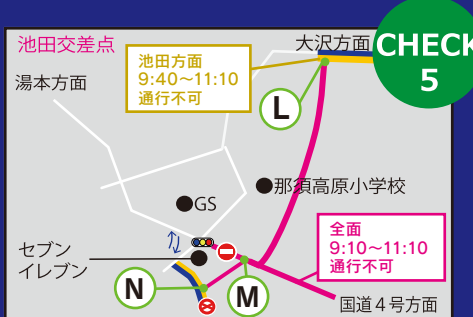 池田交差点
大沢方面
CHECK
5
湯本方面
池田方面
9:40～11:10
通行不可
L
那須高原小学校
GS
全面
9:10～11:10
通行不可
セブン
イレブン
N
M
国道4号方面